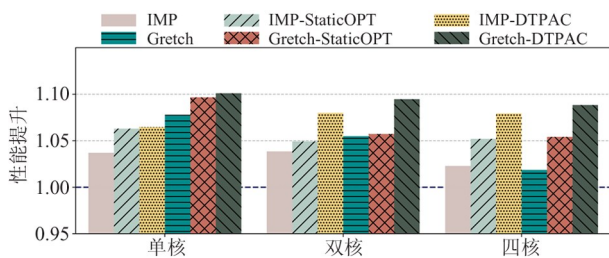 IMP IMP-StaticOPT IMP-DTPAC
Gretch Gretch-StaticOPT Gretch-DTPAC
性能提升
1.10
1.05
1.00
0.95
单核 双核 四核